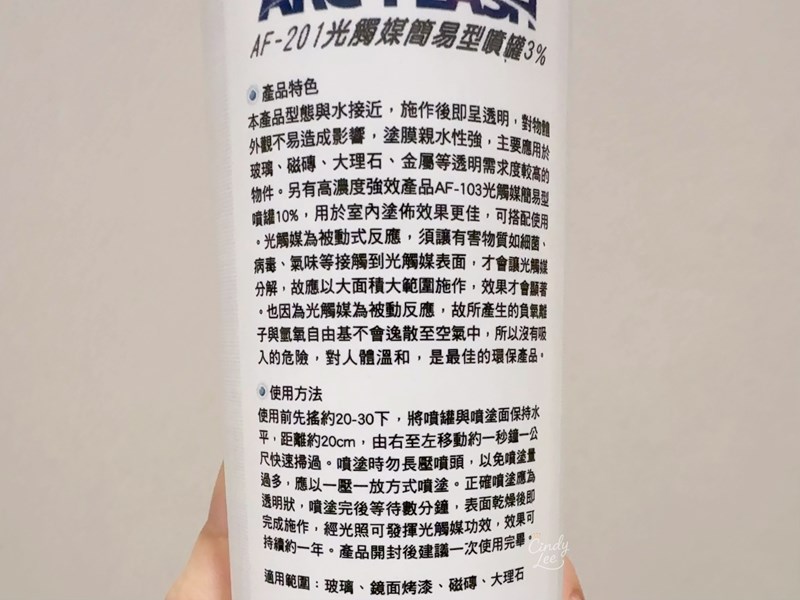 ARC-FLASH
AF-201光觸媒簡易型噴罐3%
產品特色
本產品型態與水接近，施作後即呈透明，對物體
外觀不易造成影響，塗膜親水性強，主要應用於
玻璃、磁磚、大理石、金屬等透明需求度較高的
物件。另有高濃度強效產品AF-103光觸媒簡易型
噴罐10%，用於室內塗佈效果更佳，可搭配使用
。光觸媒為被動式反應，須讓有害物質如細菌、
病毒、氣味等接觸到光觸媒表面，才會讓光觸媒
分解，故應以大面積大範圍施作，效果才會顯著
。也因為光觸媒為被動反應，故所產生的負氧離
子與氫氧自由基不會逸散至空氣中，所以沒有吸
入的危險，對人體溫和，是最佳的環保產品。
使用方法
使用前先搖約20-30下，將噴罐與噴塗面保持水
平，距離約20cm，由右至左移動約一秒鐘一公
尺快速掃過。噴塗時勿長壓噴頭，以免噴塗量
過多，應以一壓一放方式噴塗。正確噴塗應為
透明狀，噴塗完後等待數分鐘，表面乾燥後即
完成施作，經光照可發揮光觸媒功效，效果可
持續約一年。產品開封後建議一次使用完畢。
適用範圍：玻璃、鏡面烤漆、磁磚、大理石
Cindy
Lee